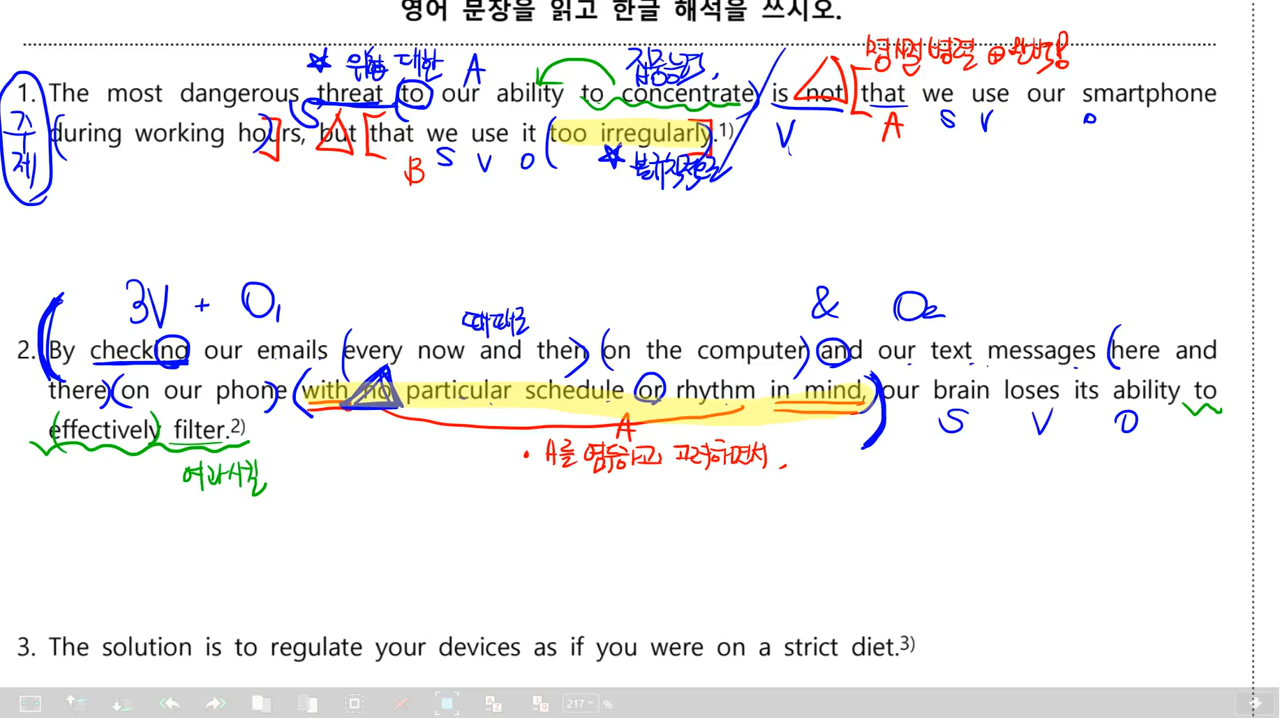 영어 문장을 읽고 한글 해석을 쓰시오.
★ 위협 대한 A 집중하는 명사절 병렬 ⊕ 완벽한
1. The most dangerous threat to our ability to concentrate is not that we use our smartphone
주제 S V A S V O
during working hours, but that we use it too irregularly.1)
B S V O ★ 불규칙적으로
3V + O1 때때로 & O2
2. By checking our emails every now and then on the computer and our text messages here and
there on our phone with no particular schedule or rhythm in mind, our brain loses its ability to
A S V O
effectively filter.2)
• A를 염두하고 고려하면서.
여과시킬
3. The solution is to regulate your devices as if you were on a strict diet.3)
217 %